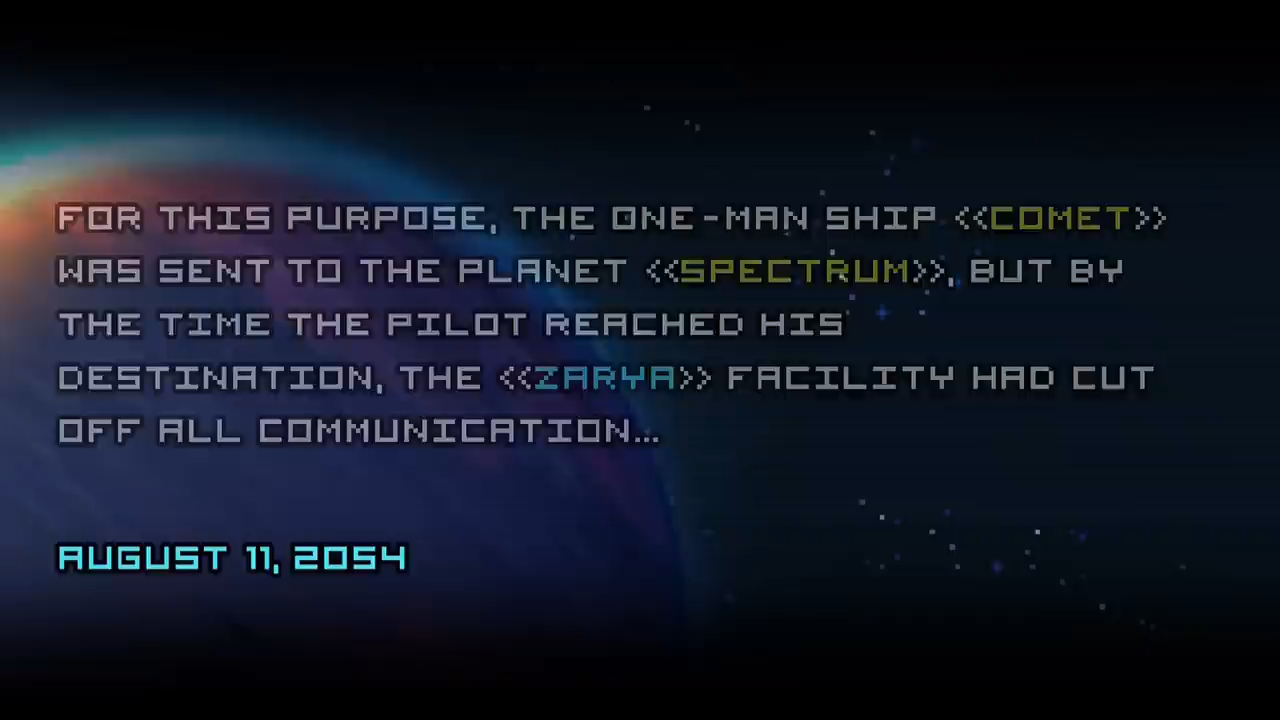 FOR THIS PURPOSE, THE ONE-MAN SHIP <<COMET>>
WAS SENT TO THE PLANET <<SPECTRUM>>, BUT BY
THE TIME THE PILOT REACHED HIS
DESTINATION, THE <<ZARYA>> FACILITY HAD CUT
OFF ALL COMMUNICATION...
AUGUST 11, 2054